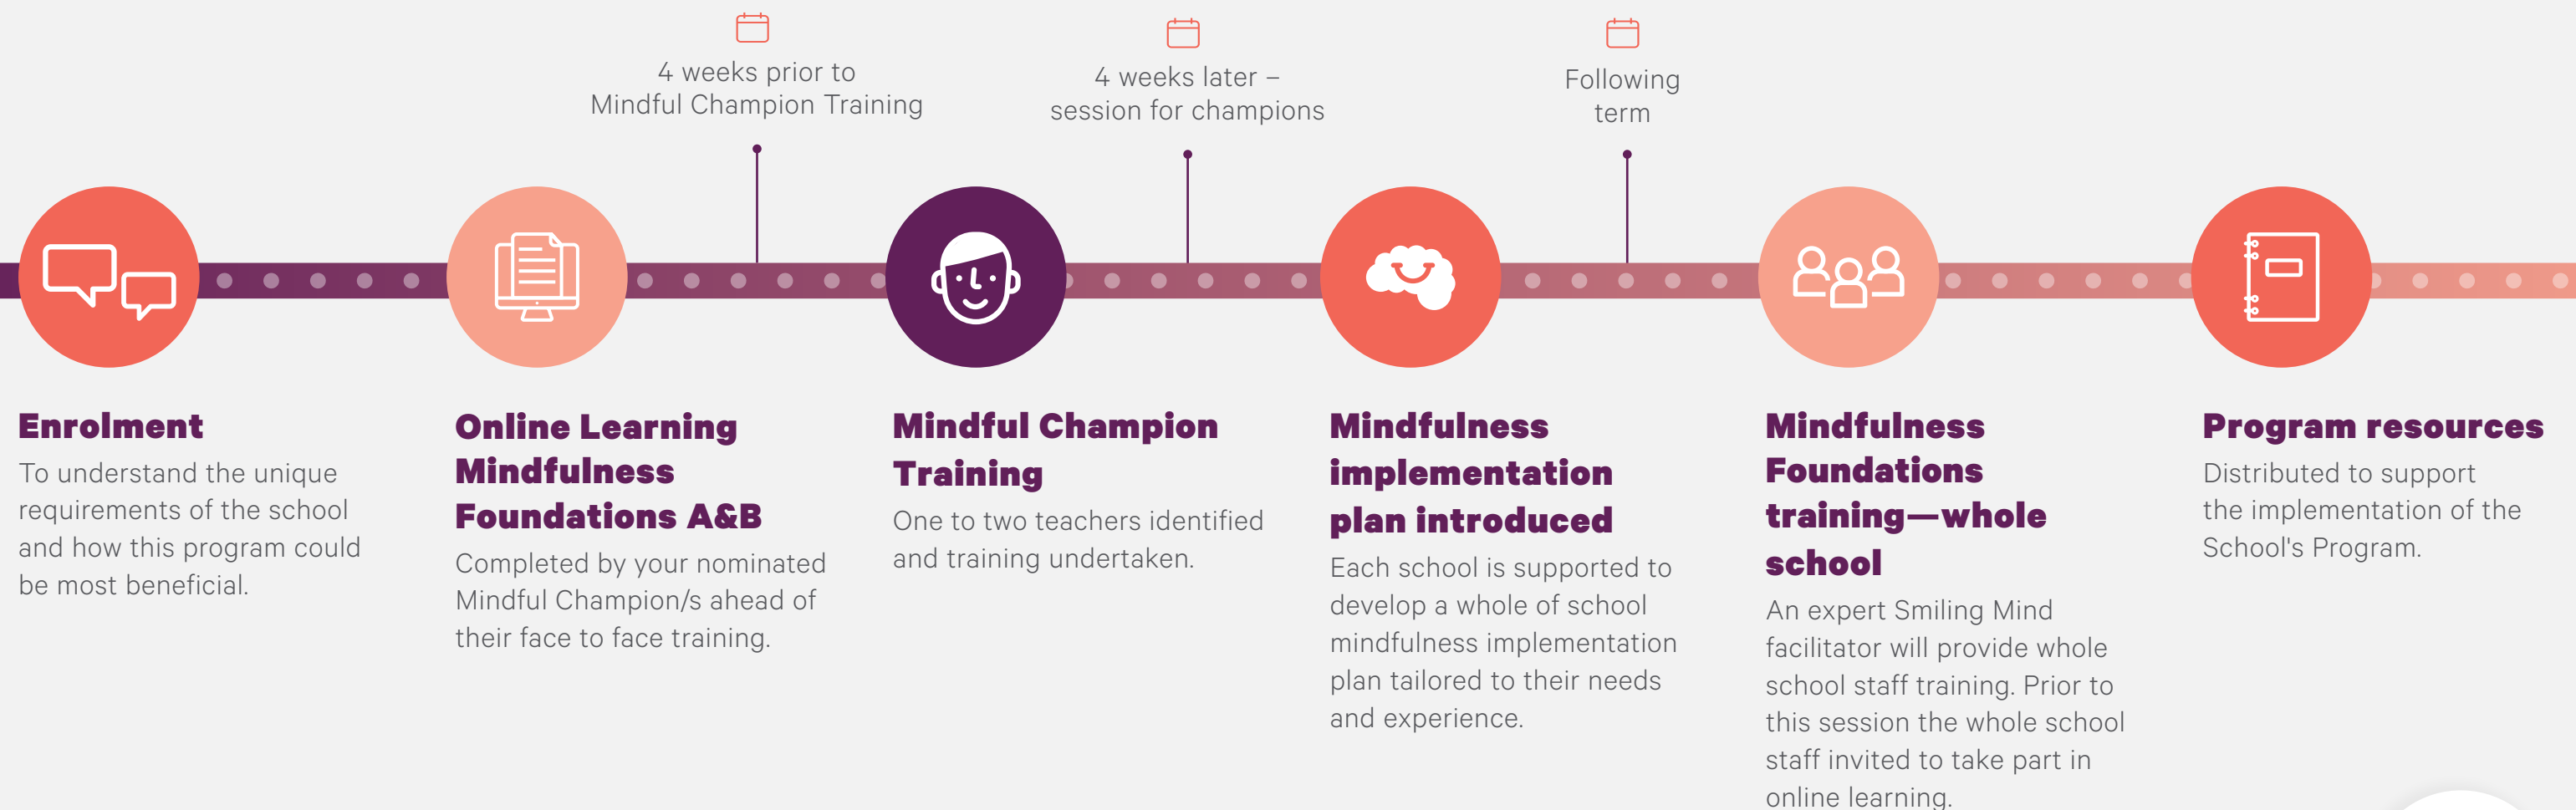 4 weeks prior to
Mindful Champion Training
4 weeks later –
session for champions
Following
term
Enrolment
To understand the unique
requirements of the school
and how this program could
be most beneficial.
Online Learning
Mindfulness
Foundations A&B
Completed by your nominated
Mindful Champion/s ahead of
their face to face training.
Mindful Champion
Training
One to two teachers identified
and training undertaken.
Mindfulness
implementation
plan introduced
Each school is supported to
develop a whole of school
mindfulness implementation
plan tailored to their needs
and experience.
Mindfulness
Foundations
training—whole
school
An expert Smiling Mind
facilitator will provide whole
school staff training. Prior to
this session the whole school
staff invited to take part in
online learning.
Program resources
Distributed to support
the implementation of the
School's Program.